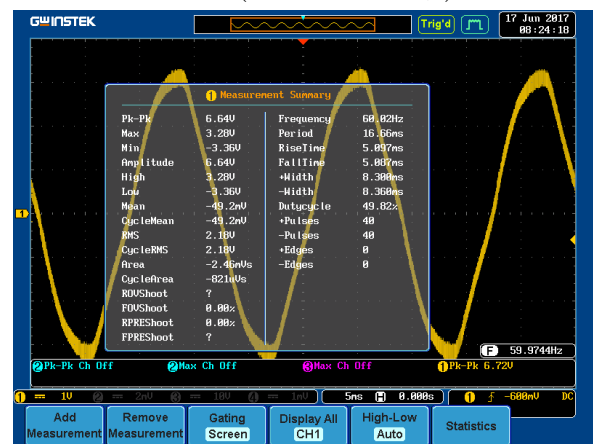 GWINSTEK Trig'd 17 Jun 2017
08:24:18
1 Measurement Summary
Pk-Pk 6.64V Frequency 60.02Hz
Max 3.28V Period 16.66ms
Min -3.36V RiseTime 5.097ms
Amplitude 6.64V FallTime 5.087ms
High 3.28V +Width 8.300ms
Low -3.36V -Width 8.360ms
Mean -49.2mV Dutycycle 49.82%
CycleMean -49.2mV +Pulses 40
RMS 2.18V -Pulses 40
CycleRMS 2.18V +Edges 0
Area -2.46mVs -Edges 0
CycleArea -821uVs
ROVShoot ?
FOVShoot 0.00%
RPREShoot 0.00%
FPREShoot ?
1
F 59.9744Hz
2 Pk-Pk Ch Off 2 Max Ch Off 3 Max Ch Off 1 Pk-Pk 6.72V
1 1V 2 2mV 3 10V 4 1mV 5ms H 0.000s 1 -600mV DC
Add Measurement Remove Measurement Gating Screen Display All CH1 High-Low Auto Statistics